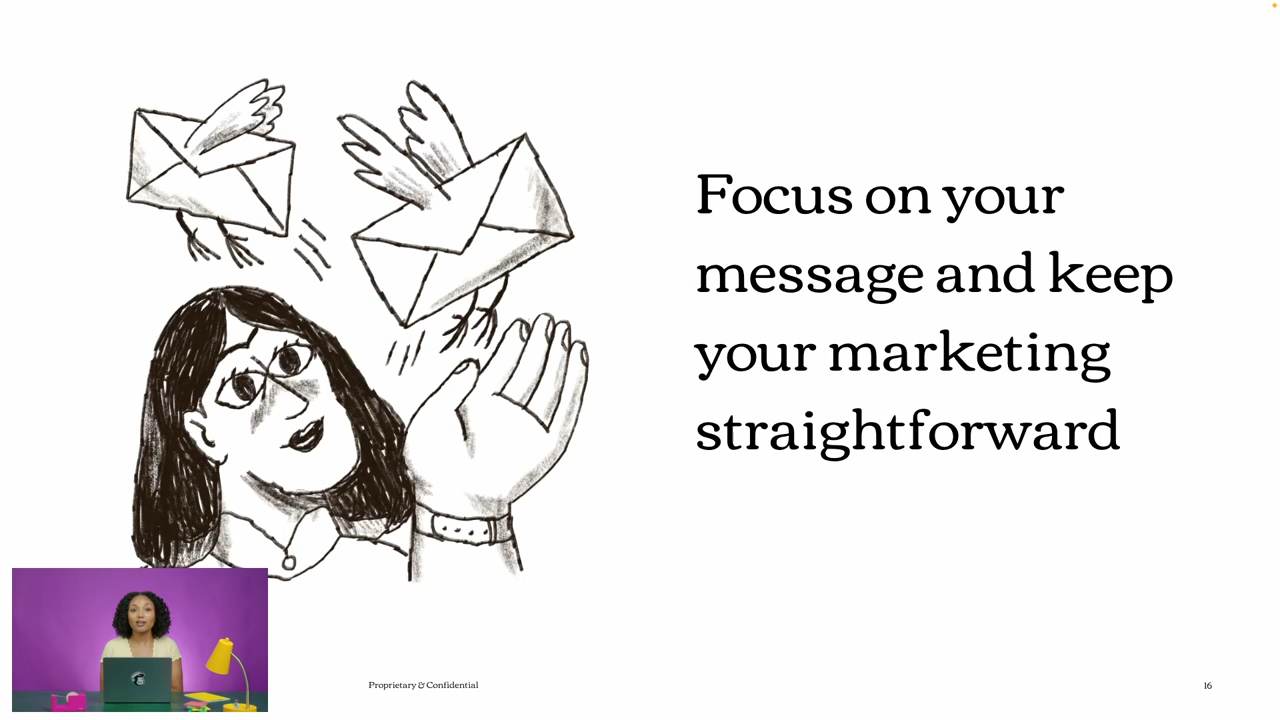 Focus on your
message and keep
your marketing
straightforward
Proprietary & Confidential
16